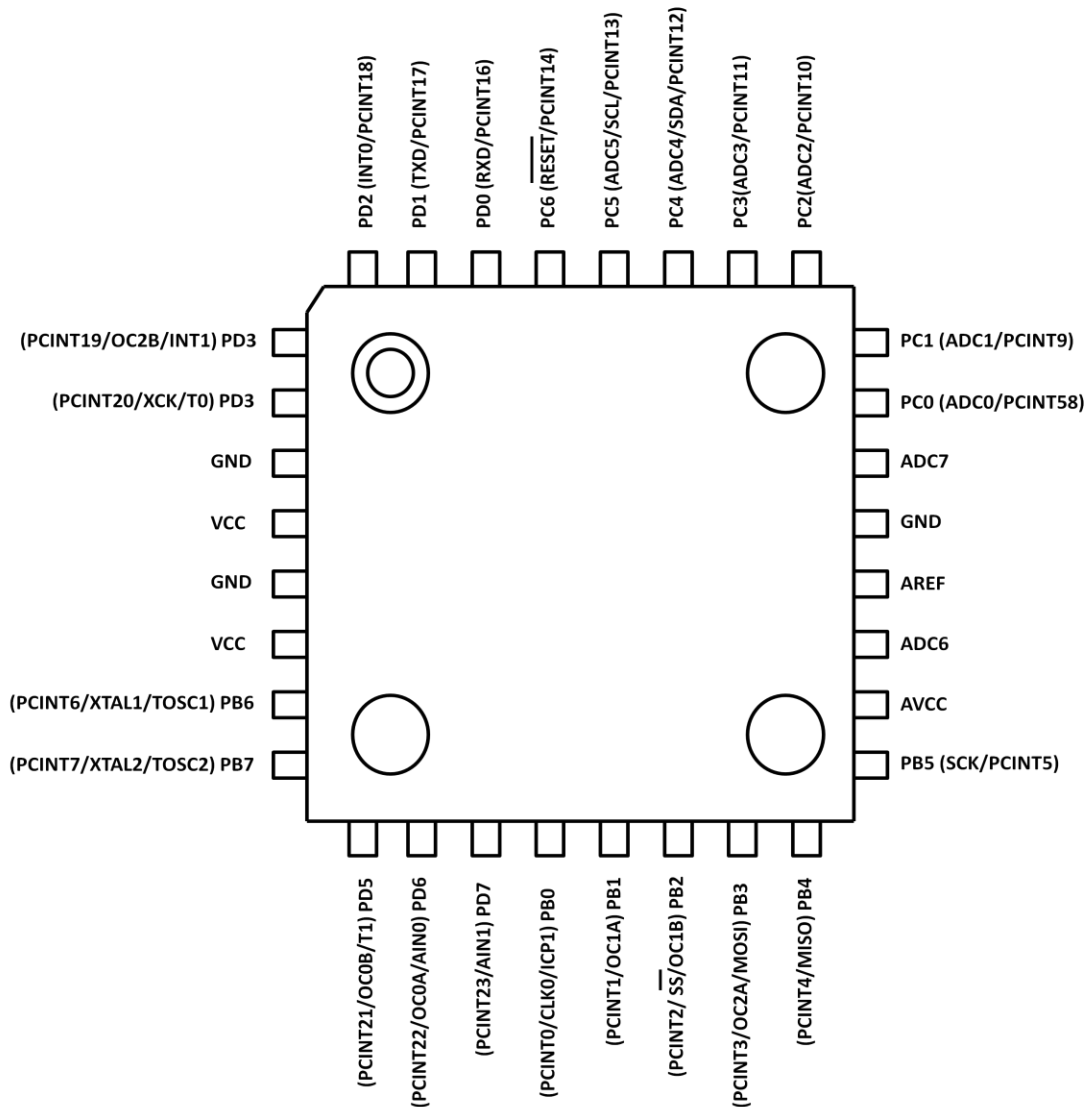 PD2 (INT0/PCINT18)
PD1 (TXD/PCINT17)
PD0 (RXD/PCINT16)
PC6 (RESET/PCINT14)
PC5 (ADC5/SCL/PCINT13)
PC4 (ADC4/SDA/PCINT12)
PC3(ADC3/PCINT11)
PC2(ADC2/PCINT10)
(PCINT19/OC2B/INT1) PD3
(PCINT20/XCK/T0) PD3
GND
VCC
GND
VCC
(PCINT6/XTAL1/TOSC1) PB6
(PCINT7/XTAL2/TOSC2) PB7
PC1 (ADC1/PCINT9)
PC0 (ADC0/PCINT58)
ADC7
GND
AREF
ADC6
AVCC
PB5 (SCK/PCINT5)
(PCINT21/OC0B/T1) PD5
(PCINT22/OC0A/AIN0) PD6
(PCINT23/AIN1) PD7
(PCINT0/CLK0/ICP1) PB0
(PCINT1/OC1A) PB1
(PCINT2/ SS/OC1B) PB2
(PCINT3/OC2A/MOSI) PB3
(PCINT4/MISO) PB4